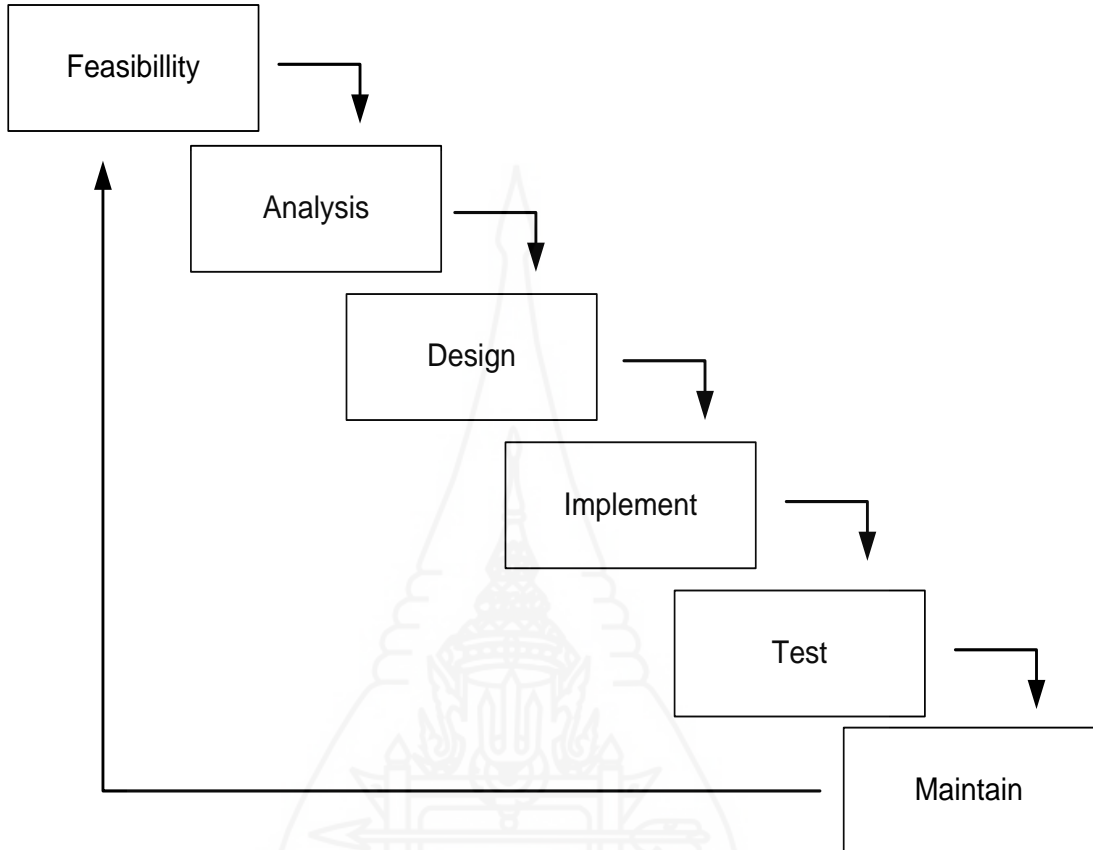 Feasibillity
Analysis
Design
Implement
Test
Maintain